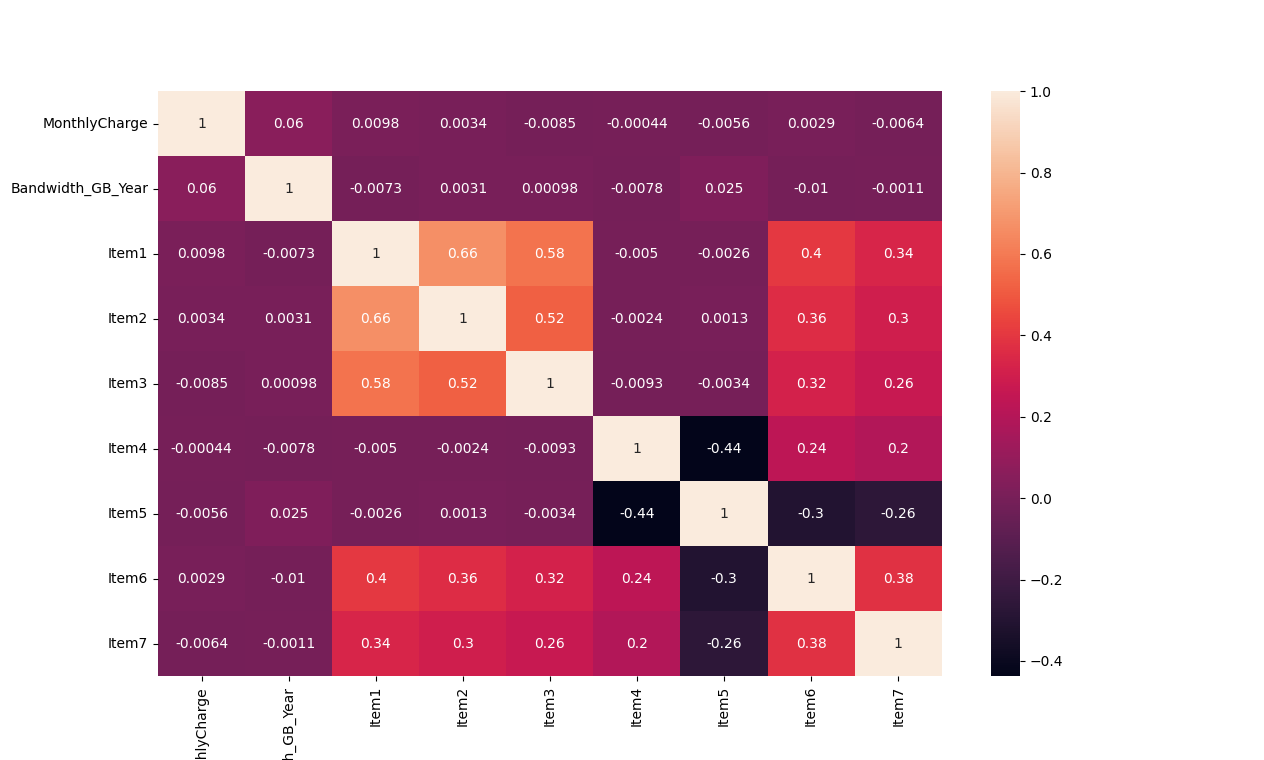 MonthlyCharge 1 0.06 0.0098 0.0034 -0.0085 -0.00044 -0.0056 0.0029 -0.0064
Bandwidth_GB_Year 0.06 1 -0.0073 0.0031 0.00098 -0.0078 0.025 -0.01 -0.0011
Item1 0.0098 -0.0073 1 0.66 0.58 -0.005 -0.0026 0.4 0.34
Item2 0.0034 0.0031 0.66 1 0.52 -0.0024 0.0013 0.36 0.3
Item3 -0.0085 0.00098 0.58 0.52 1 -0.0093 -0.0034 0.32 0.26
Item4 -0.00044 -0.0078 -0.005 -0.0024 -0.0093 1 -0.44 0.24 0.2
Item5 -0.0056 0.025 -0.0026 0.0013 -0.0034 -0.44 1 -0.3 -0.26
Item6 0.0029 -0.01 0.4 0.36 0.32 0.24 -0.3 1 0.38
Item7 -0.0064 -0.0011 0.34 0.3 0.26 0.2 -0.26 0.38 1
hlyCharge h_GB_Year Item1 Item2 Item3 Item4 Item5 Item6 Item7
1.0
0.8
0.6
0.4
0.2
0.0
−0.2
−0.4